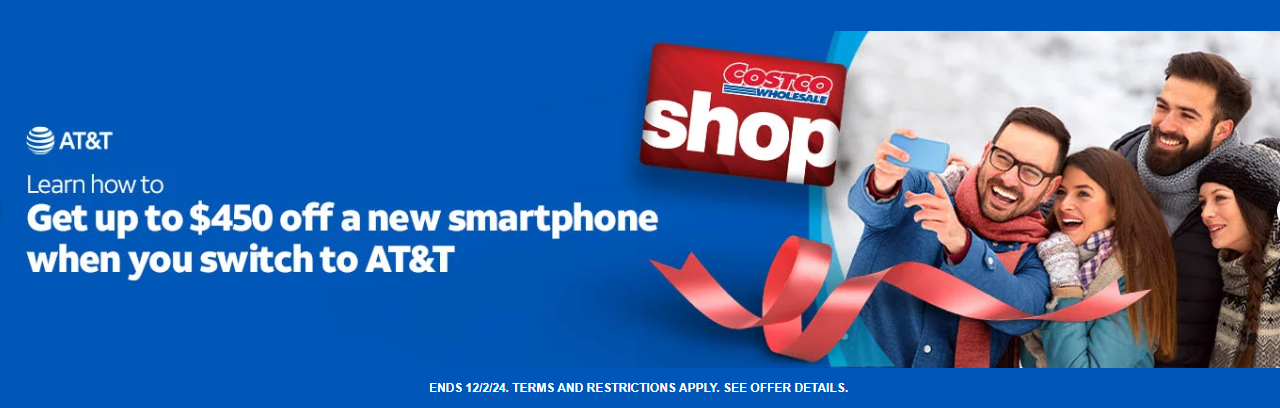 COSTCO
WHOLESALE
shop
AT&T
Learn how to
Get up to $450 off a new smartphone
when you switch to AT&T
ENDS 12/2/24. TERMS AND RESTRICTIONS APPLY. SEE OFFER DETAILS.